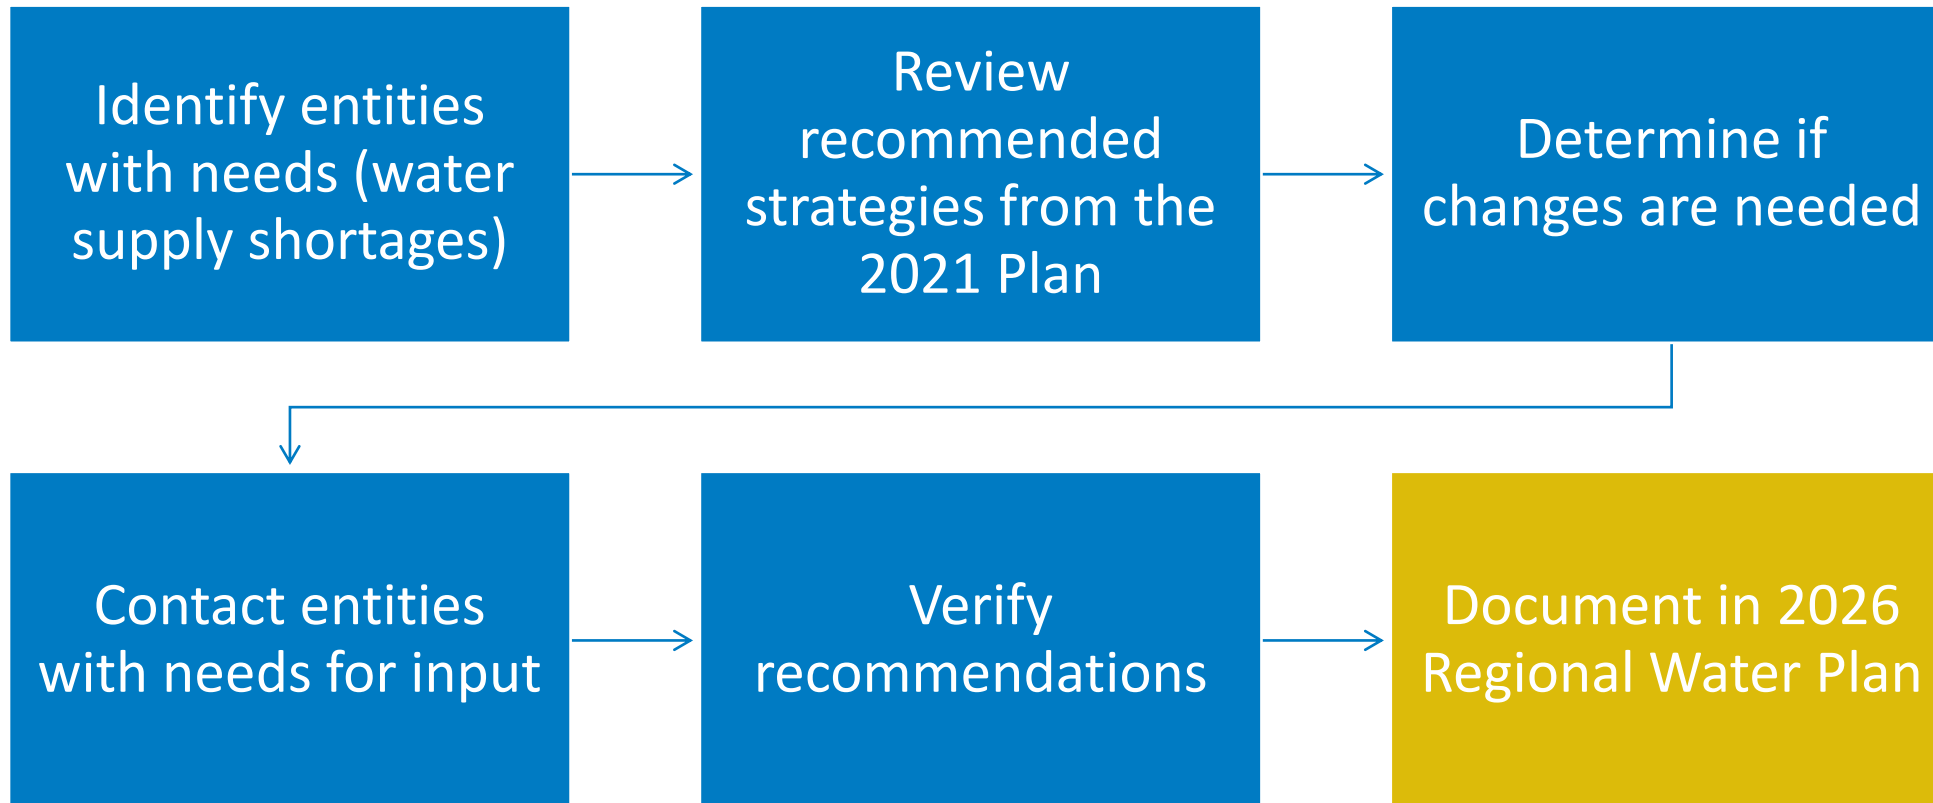 Identify entities
with needs (water
supply shortages)
Review
recommended
strategies from the
2021 Plan
Determine if
changes are needed
Contact entities
with needs for input
Verify
recommendations
Document in 2026
Regional Water Plan